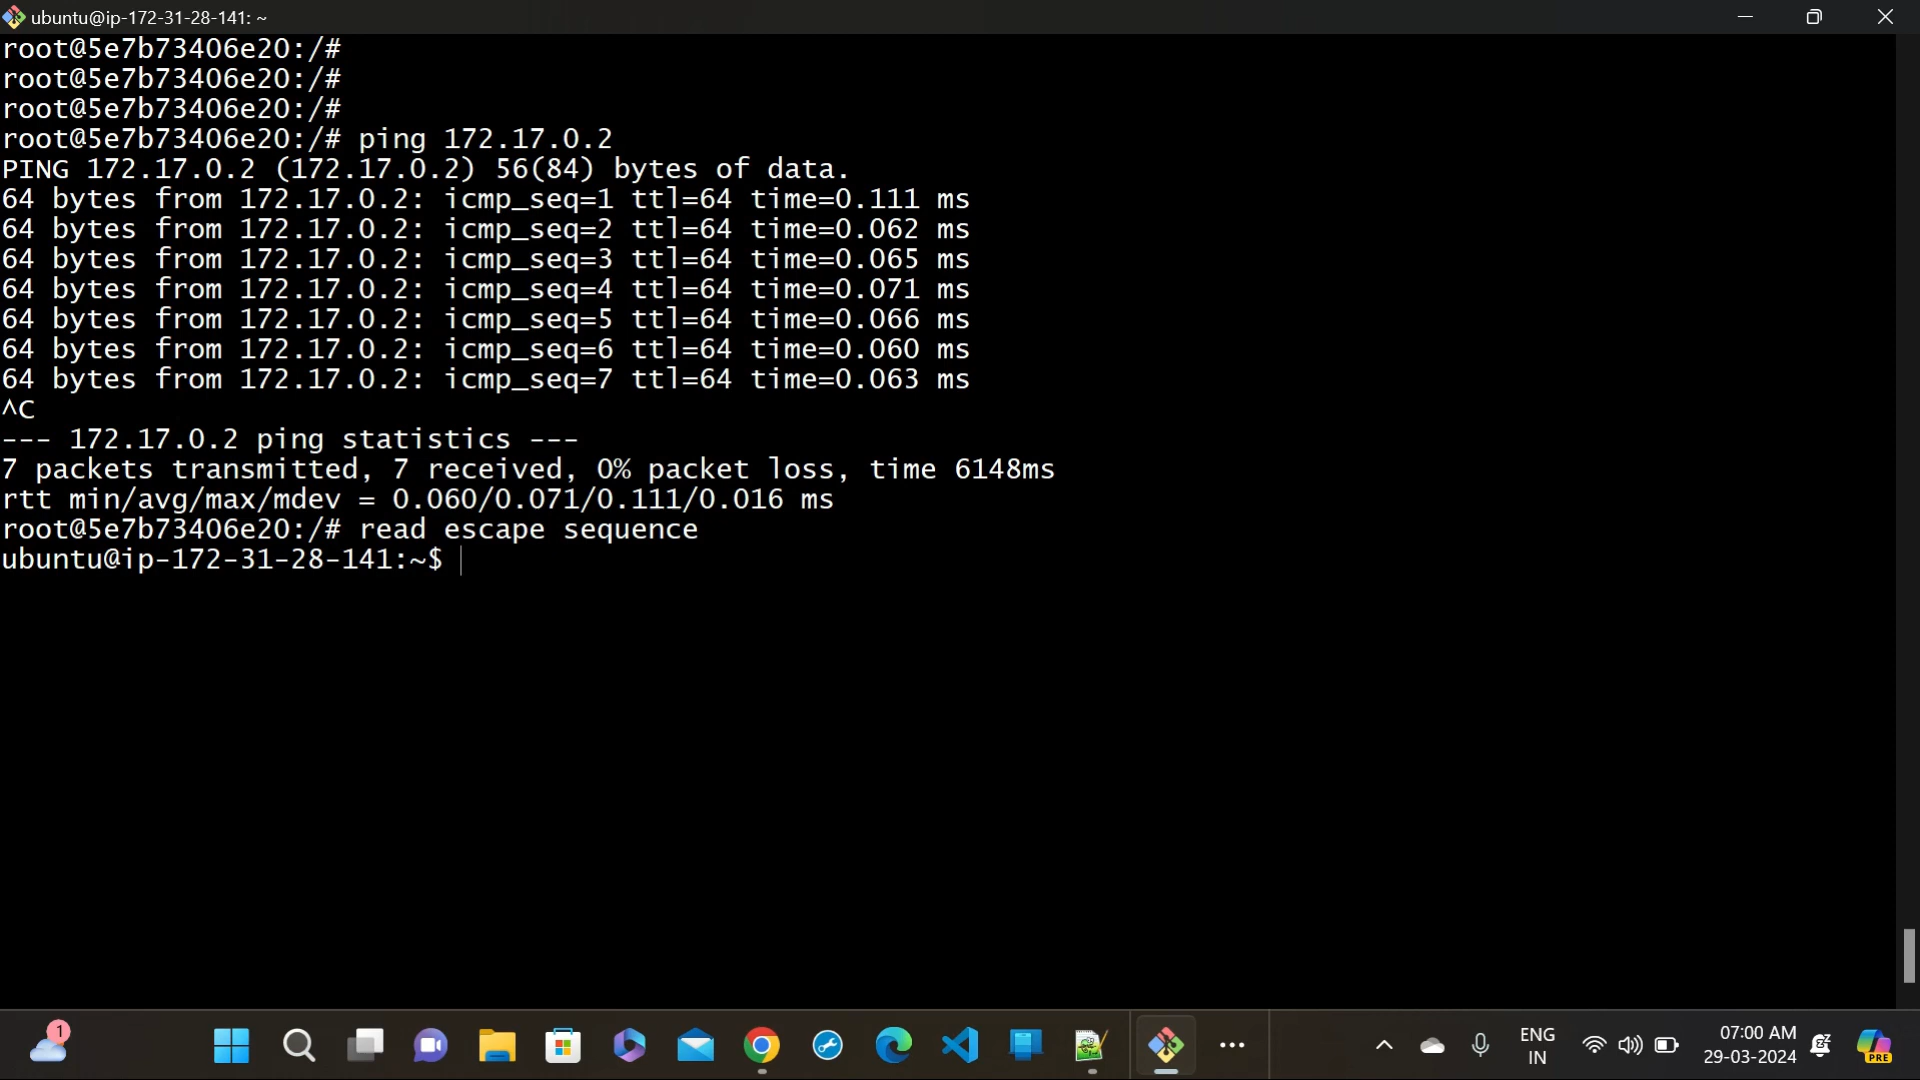 ubuntu@ip-172-31-28-141: ~
root@5e7b73406e20:/#
root@5e7b73406e20:/#
root@5e7b73406e20:/#
root@5e7b73406e20:/# ping 172.17.0.2
PING 172.17.0.2 (172.17.0.2) 56(84) bytes of data.
64 bytes from 172.17.0.2: icmp_seq=1 ttl=64 time=0.111 ms
64 bytes from 172.17.0.2: icmp_seq=2 ttl=64 time=0.062 ms
64 bytes from 172.17.0.2: icmp_seq=3 ttl=64 time=0.065 ms
64 bytes from 172.17.0.2: icmp_seq=4 ttl=64 time=0.071 ms
64 bytes from 172.17.0.2: icmp_seq=5 ttl=64 time=0.066 ms
64 bytes from 172.17.0.2: icmp_seq=6 ttl=64 time=0.060 ms
64 bytes from 172.17.0.2: icmp_seq=7 ttl=64 time=0.063 ms
^C
--- 172.17.0.2 ping statistics ---
7 packets transmitted, 7 received, 0% packet loss, time 6148ms
rtt min/avg/max/mdev = 0.060/0.071/0.111/0.016 ms
root@5e7b73406e20:/# read escape sequence
ubuntu@ip-172-31-28-141:~$
1
ENG
IN
07:00 AM
29-03-2024
PRE